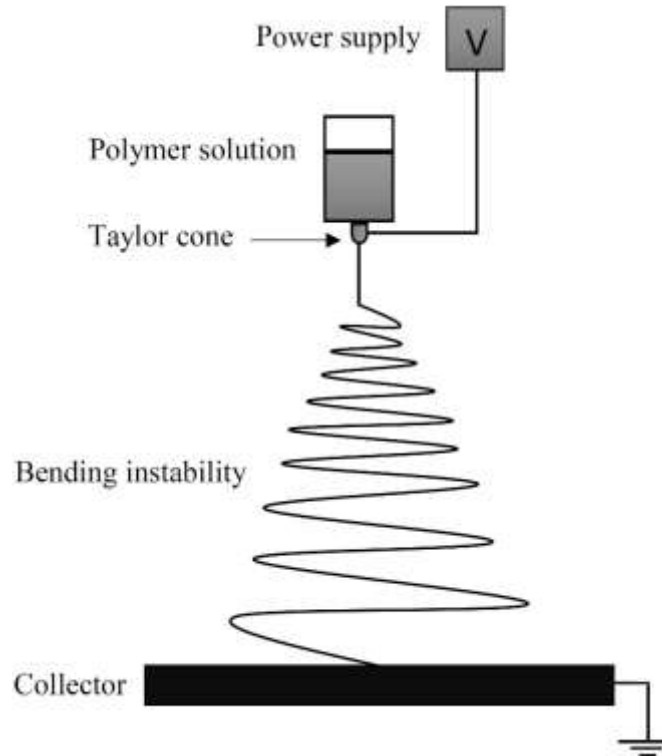 Power supply
V
Polymer solution
Taylor cone
Bending instability
Collector